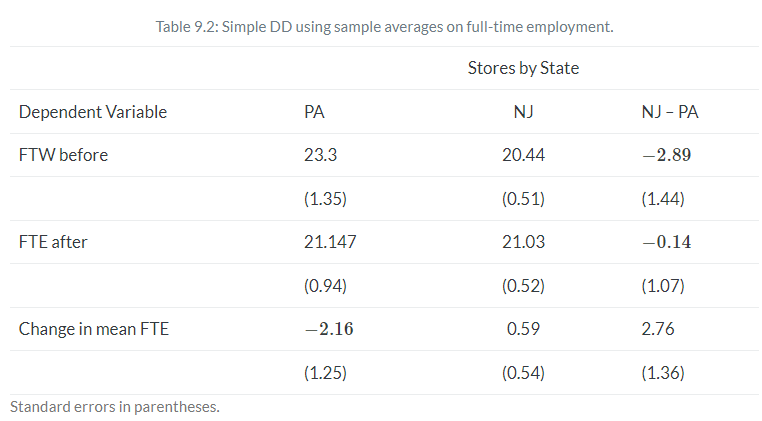 Table 9.2: Simple DD using sample averages on full-time employment.
Stores by State
Dependent Variable PA NJ NJ – PA
FTW before 23.3 20.44 −2.89
(1.35) (0.51) (1.44)
FTE after 21.147 21.03 −0.14
(0.94) (0.52) (1.07)
Change in mean FTE −2.16 0.59 2.76
(1.25) (0.54) (1.36)
Standard errors in parentheses.